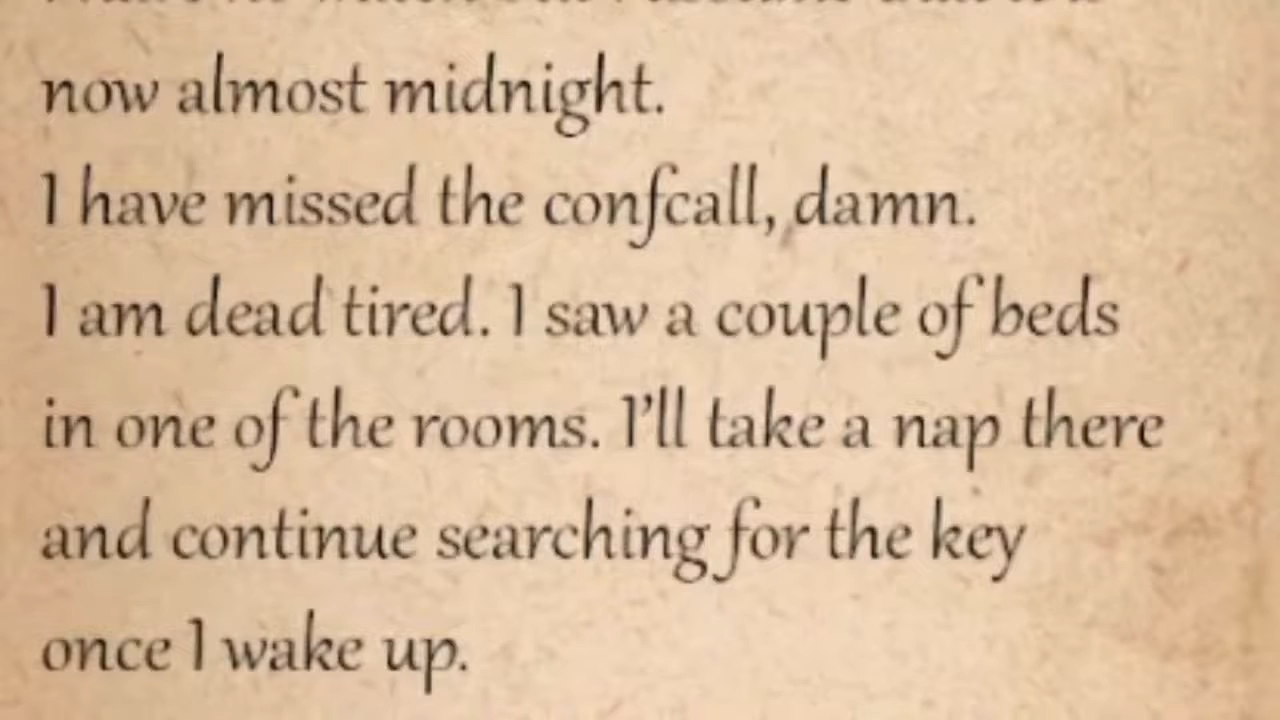 now almost midnight.
I have missed the confcall, damn.
I am dead tired. I saw a couple of beds
in one of the rooms. I'll take a nap there
and continue searching for the key
once I wake up.